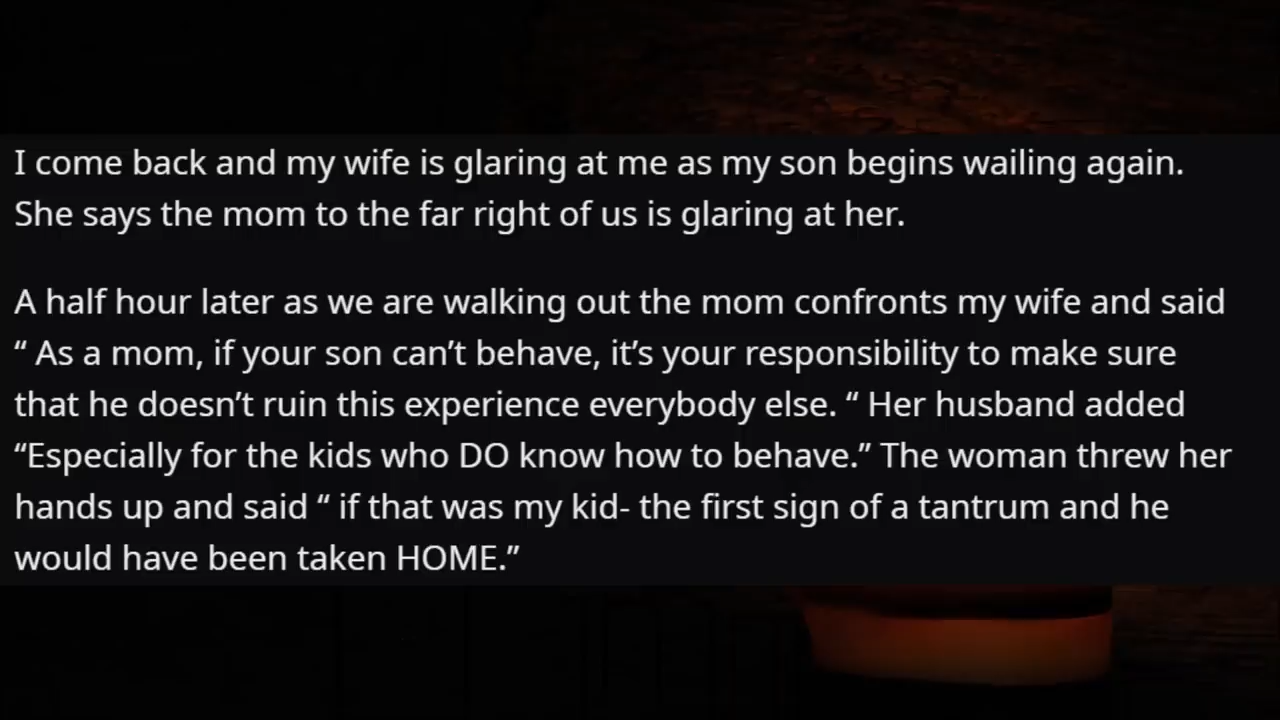 I come back and my wife is glaring at me as my son begins wailing again.
She says the mom to the far right of us is glaring at her.
A half hour later as we are walking out the mom confronts my wife and said
“ As a mom, if your son can’t behave, it’s your responsibility to make sure
that he doesn’t ruin this experience everybody else. “ Her husband added
“Especially for the kids who DO know how to behave.” The woman threw her
hands up and said “ if that was my kid- the first sign of a tantrum and he
would have been taken HOME.”